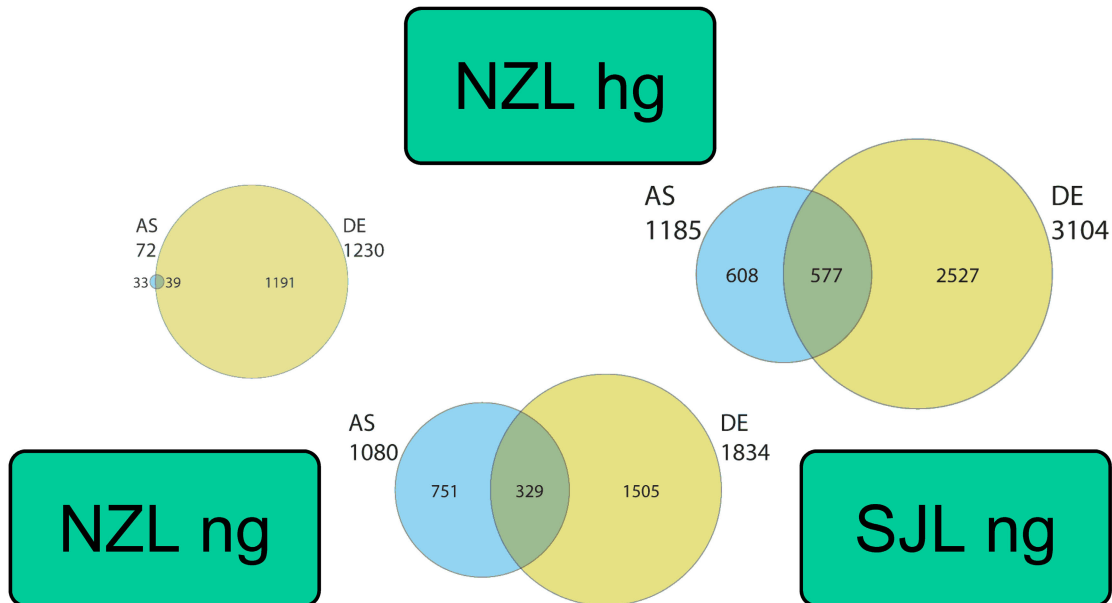 NZL hg
AS
72
DE
1230
33
39
1191
AS
1185
DE
3104
608
577
2527
AS
1080
DE
1834
751
329
1505
NZL ng
SJL ng